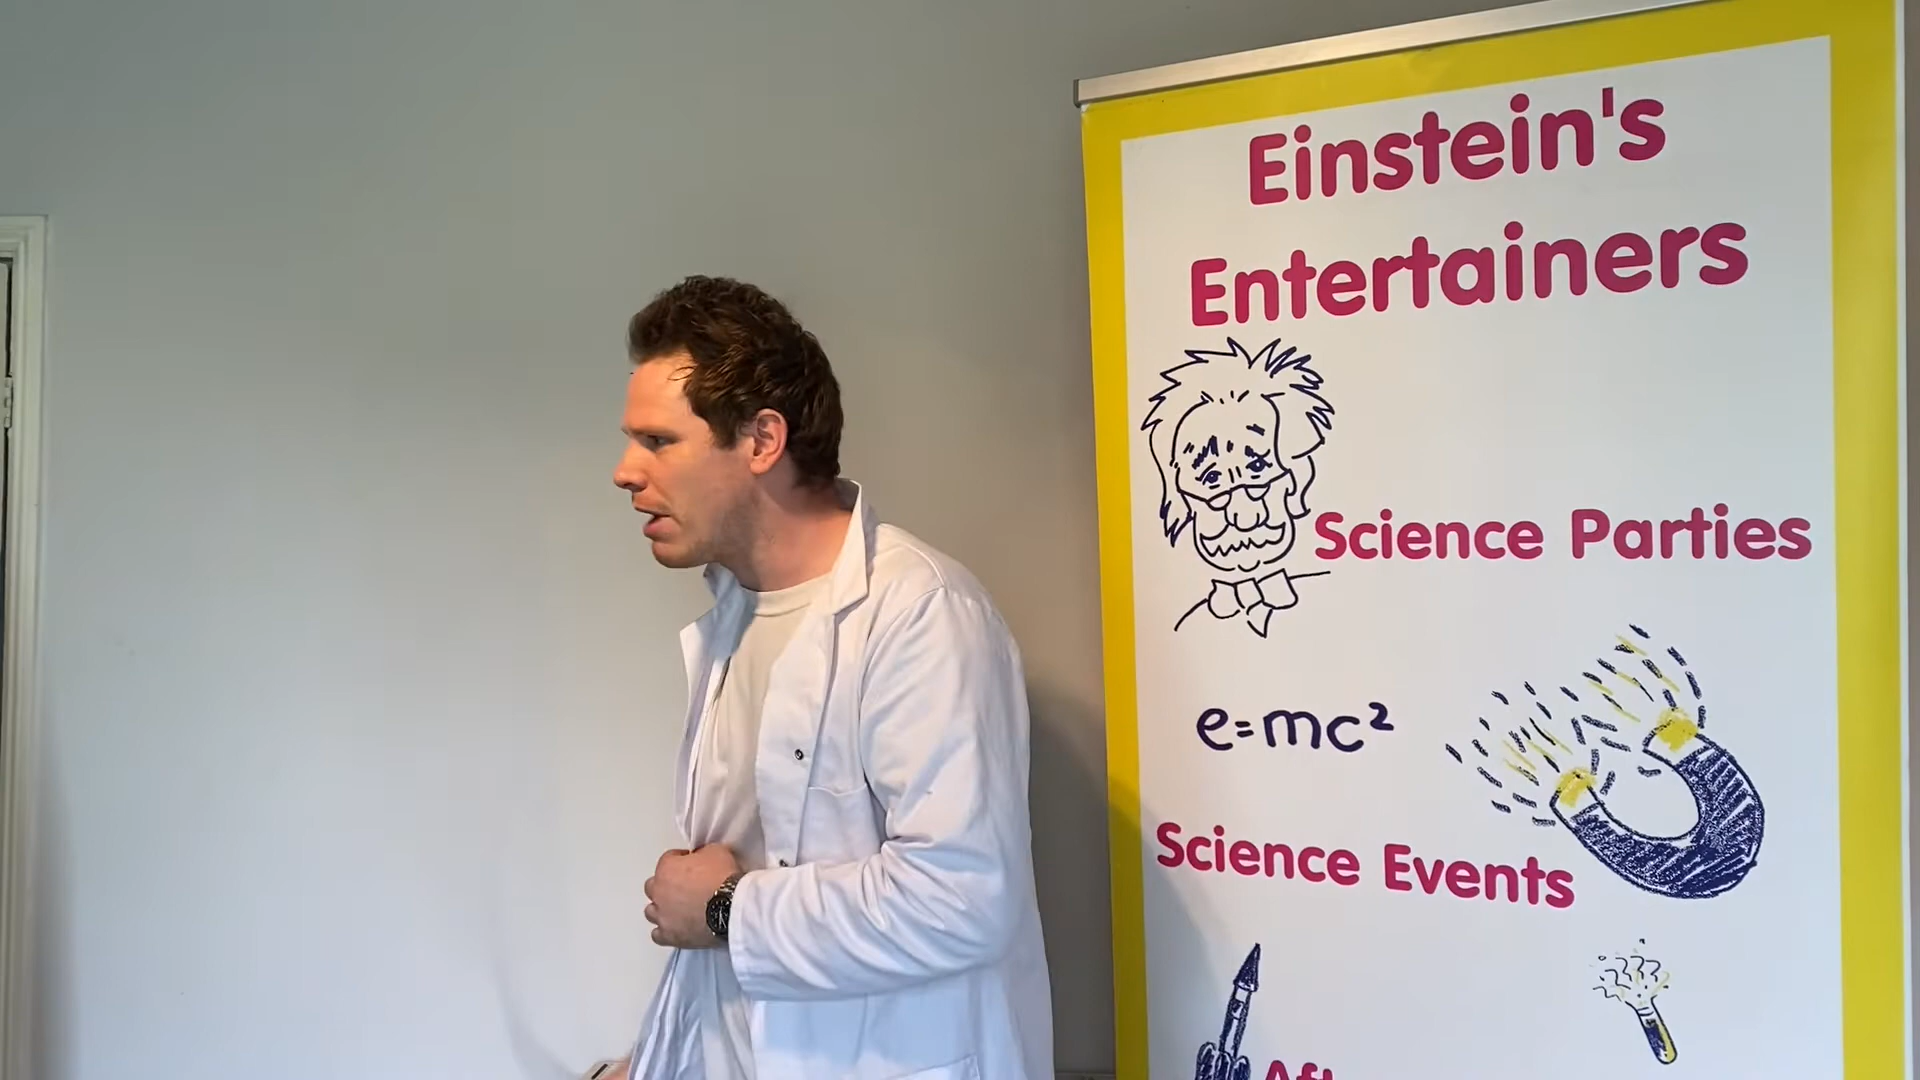 Einstein's
Entertainers
Science Parties
e=mc²
Science Events